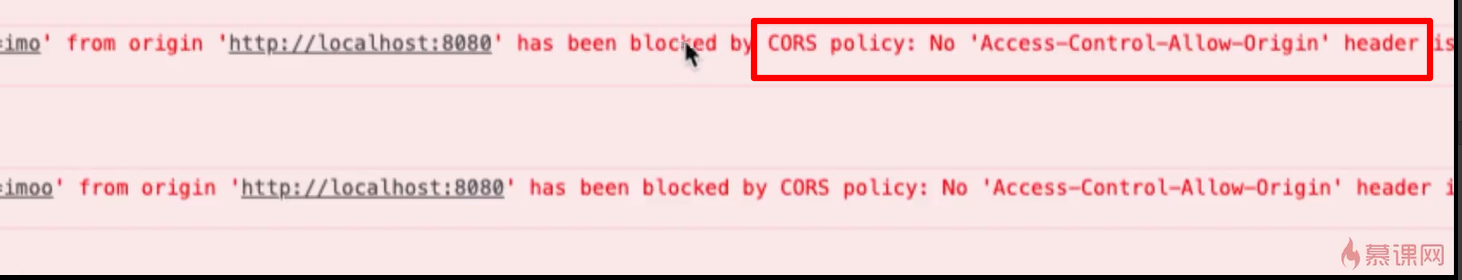 =imo' from origin 'http://localhost:8080' has been blocked by CORS policy: No 'Access-Control-Allow-Origin' header is
=imoo' from origin 'http://localhost:8080' has been blocked by CORS policy: No 'Access-Control-Allow-Origin' header i
慕课网